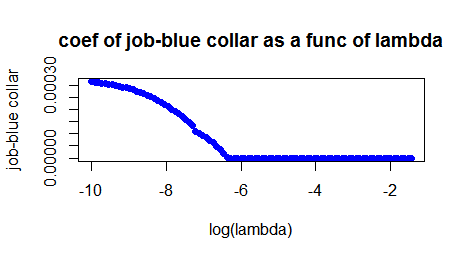 coef of job-blue collar as a func of lambda
job-blue collar
0.00030
0.00000
-10 -8 -6 -4 -2
log(lambda)